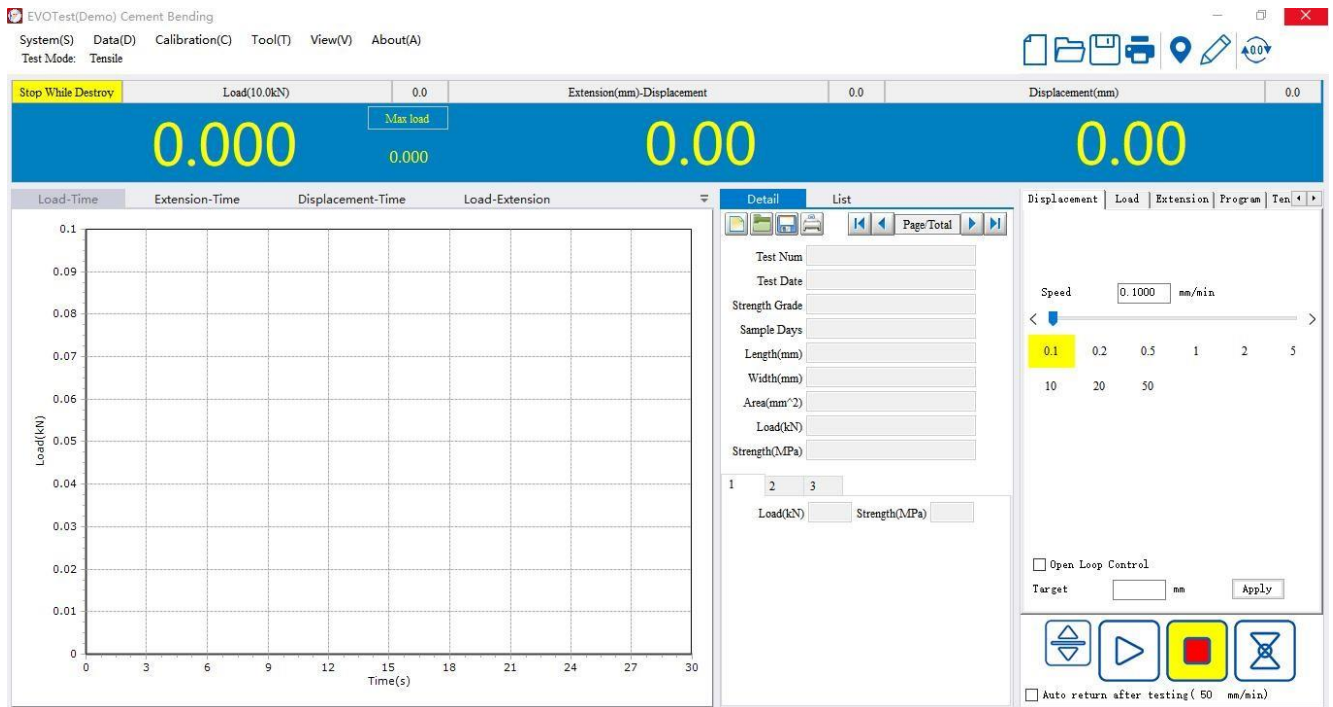 EVOTest(Demo) Cement Bending
System(S) Data(D) Calibration(C) Tool(T) View(V) About(A)
Test Mode: Tensile
Stop While Destroy Load(10.0kN) 0.0 Extension(mm)-Displacement 0.0 Displacement(mm) 0.0
0.000 Max load 0.000 0.00 0.00
Load-Time Extension-Time Displacement-Time Load-Extension
0.1
0.09
0.08
0.07
0.06
0.05
0.04
0.03
0.02
0.01
0
Load(kN)
0 3 6 9 12 15 18 21 24 27 30
Time(s)
Detail List
Page/Total
Test Num
Test Date
Strength Grade
Sample Days
Length(mm)
Width(mm)
Area(mm^2)
Load(kN)
Strength(MPa)
1 2 3
Load(kN) Strength(MPa)
Displacement Load Extension Program Ten
Speed 0.1000 mm/min
0.1 0.2 0.5 1 2 5
10 20 50
Open Loop Control
Target mm Apply
Auto return after testing( 50 mm/min)